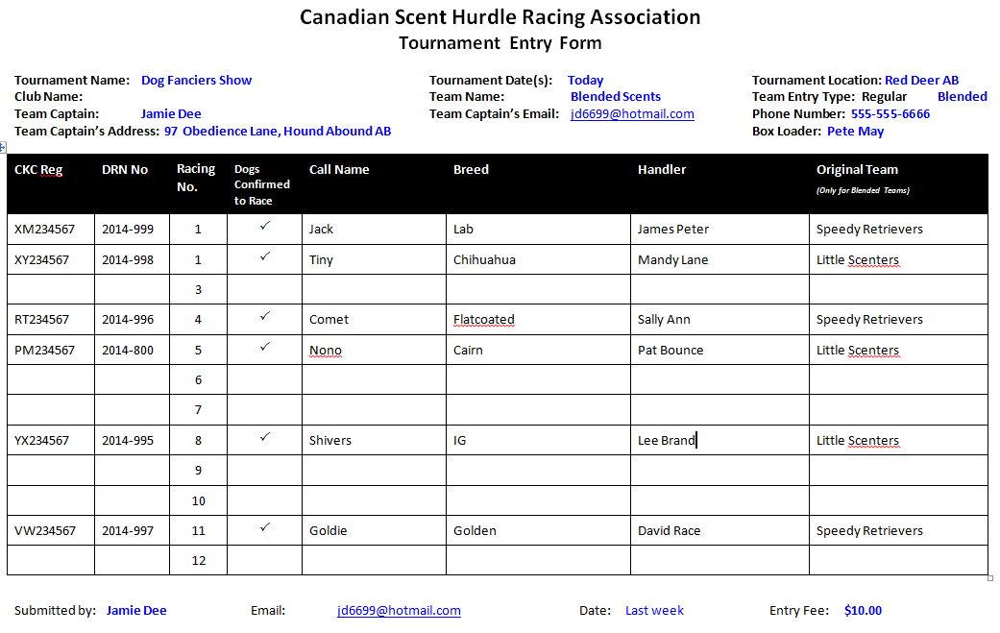 Canadian Scent Hurdle Racing Association
Tournament Entry Form
Tournament Name: Dog Fanciers Show Tournament Date(s): Today Tournament Location: Red Deer AB
Club Name: Team Name: Blended Scents Team Entry Type: Regular Blended
Team Captain: Jamie Dee Team Captain's Email: jd6699@hotmail.com Phone Number: 555-555-6666
Team Captain's Address: 97 Obedience Lane, Hound Abound AB Box Loader: Pete May
CKC Reg DRN No Racing No. Dogs Confirmed to Race Call Name Breed Handler Original Team (Only for Blended Teams)
XM234567 2014-999 1 ✓ Jack Lab James Peter Speedy Retrievers
XY234567 2014-998 1 ✓ Tiny Chihuahua Mandy Lane Little Scenters
3
RT234567 2014-996 4 ✓ Comet Flatcoated Sally Ann Speedy Retrievers
PM234567 2014-800 5 ✓ Nono Cairn Pat Bounce Little Scenters
6
7
YX234567 2014-995 8 ✓ Shivers IG Lee Brand Little Scenters
9
10
VW234567 2014-997 11 ✓ Goldie Golden David Race Speedy Retrievers
12
Submitted by: Jamie Dee Email: jd6699@hotmail.com Date: Last week Entry Fee: $10.00